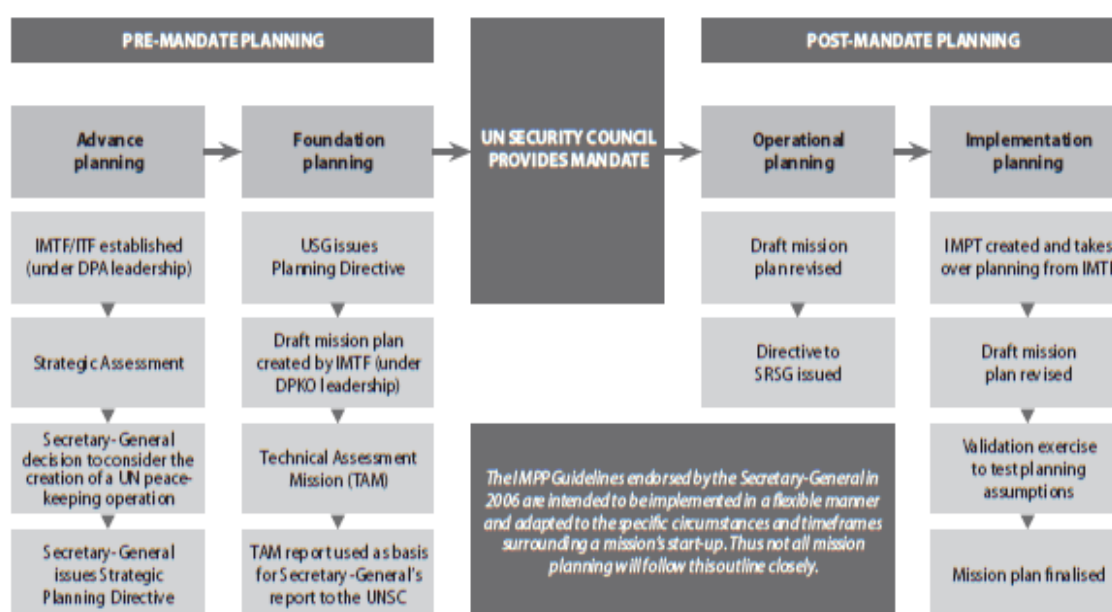 PRE-MANDATE PLANNING
POST-MANDATE PLANNING
Advance
planning
Foundation
planning
UN SECURITY COUNCIL
PROVIDES MANDATE
Operational
planning
Implementation
planning
IMTF/ITF established
(under DPA leadership)
Strategic Assessment
Secretary-General
decision to consider the
creation of a UN peace-
keeping operation
Secretary-General
issues Strategic
Planning Directive
USG issues
Planning Directive
Draft mission plan
created by IMTF (under
DPKO leadership)
Technical Assessment
Mission (TAM)
TAM report used as basis
for Secretary-General's
report to the UNSC
Draft mission
plan revised
Directive to
SRSG issued
IMPT created and takes
over planning from IMTF
Draft mission
plan revised
Validation exercise
to test planning
assumptions
Mission plan finalised
The IMPP Guidelines endorsed by the Secretary-General in
2006 are intended to be implemented in a flexible manner
and adapted to the specific circumstances and timeframes
surrounding a mission's start-up. Thus not all mission
planning will follow this outline closely.